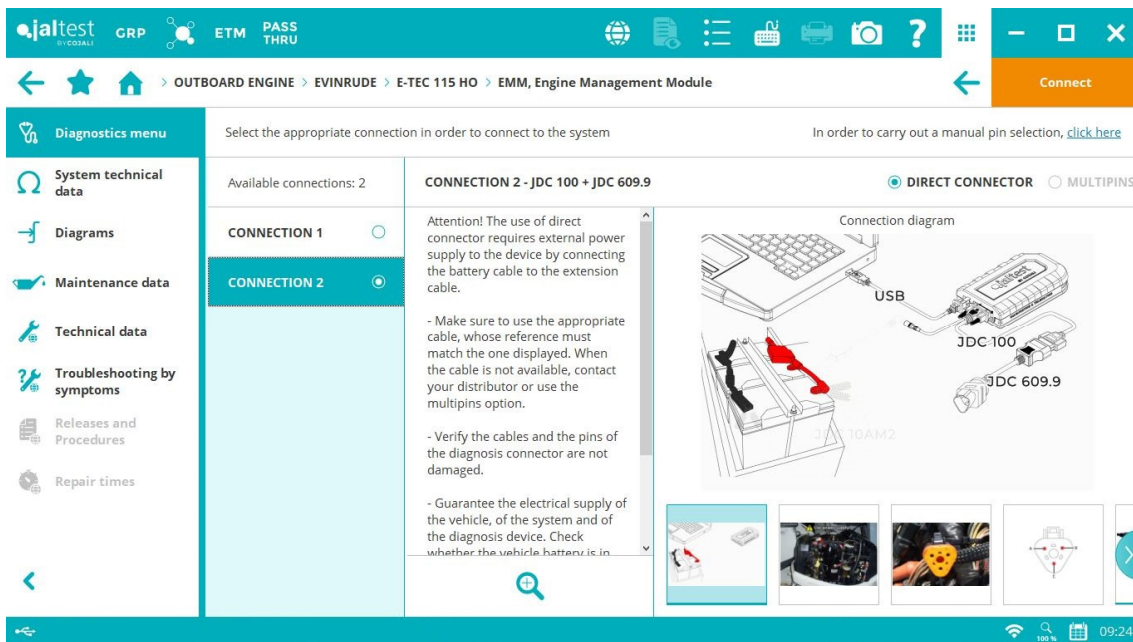 jaltest
BY COJALI
GRP
ETM
PASS
THRU
> OUTBOARD ENGINE > EVINRUDE > E-TEC 115 HO > EMM, Engine Management Module
Connect
Diagnostics menu
System technical
data
Diagrams
Maintenance data
Technical data
Troubleshooting by
symptoms
Releases and
Procedures
Repair times
Select the appropriate connection in order to connect to the system
In order to carry out a manual pin selection, click here
Available connections: 2
CONNECTION 1
CONNECTION 2
CONNECTION 2 - JDC 100 + JDC 609.9
DIRECT CONNECTOR
MULTIPINS
Attention! The use of direct
connector requires external power
supply to the device by connecting
the battery cable to the extension
cable.
- Make sure to use the appropriate
cable, whose reference must
match the one displayed. When
the cable is not available, contact
your distributor or use the
multipins option.
- Verify the cables and the pins of
the diagnosis connector are not
damaged.
- Guarantee the electrical supply of
the vehicle, of the system and of
the diagnosis device. Check
whether the vehicle battery is in
Connection diagram
jaltest
USB
JDC 100
JDC 609.9
JDC 10AM2
100 %
09:24